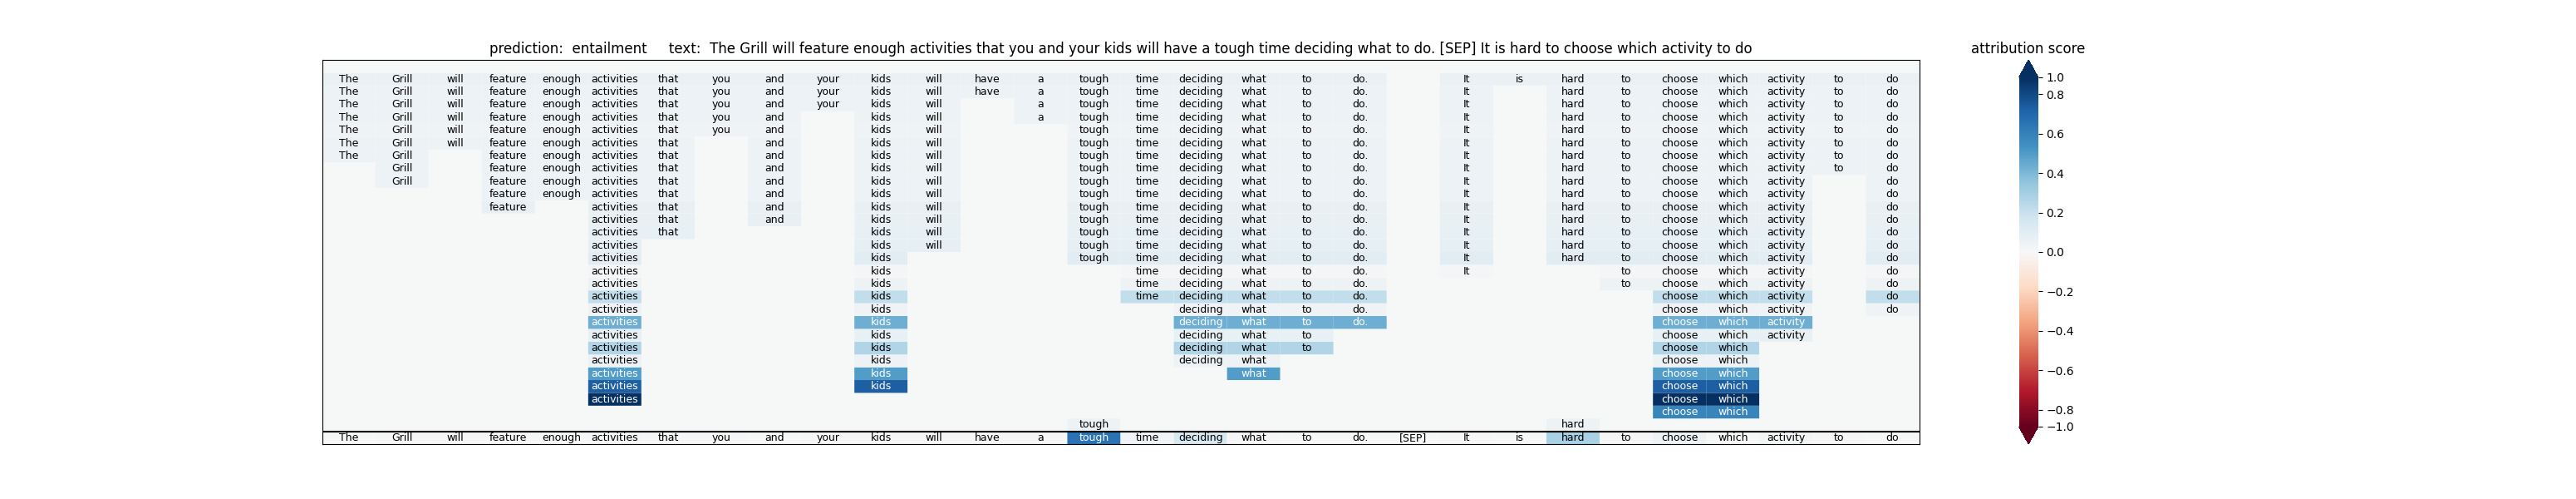 prediction: entailment text: The Grill will feature enough activities that you and your kids will have a tough time deciding what to do. [SEP] It is hard to choose which activity to do
The Grill will feature enough activities that you and your kids will have a tough time deciding what to do. It is hard to choose which activity to do
The Grill will feature enough activities that you and your kids will have a tough time deciding what to do. It hard to choose which activity to do
The Grill will feature enough activities that you and your kids will a tough time deciding what to do. It hard to choose which activity to do
The Grill will feature enough activities that you and kids will a tough time deciding what to do. It hard to choose which activity to do
The Grill will feature enough activities that you and kids will tough time deciding what to do. It hard to choose which activity to do
The Grill will feature enough activities that and kids will tough time deciding what to do. It hard to choose which activity to do
The Grill feature enough activities that and kids will tough time deciding what to do. It hard to choose which activity to do
Grill feature enough activities that and kids will tough time deciding what to do. It hard to choose which activity to do
Grill feature enough activities that and kids will tough time deciding what to do. It hard to choose which activity do
feature enough activities that and kids will tough time deciding what to do. It hard to choose which activity do
feature activities that and kids will tough time deciding what to do. It hard to choose which activity do
activities that and kids will tough time deciding what to do. It hard to choose which activity do
activities that kids will tough time deciding what to do. It hard to choose which activity do
activities kids will tough time deciding what to do. It hard to choose which activity do
activities kids tough time deciding what to do. It hard to choose which activity do
activities kids time deciding what to do. It to choose which activity do
activities kids time deciding what to do. to choose which activity do
activities kids time deciding what to do. choose which activity do
activities kids deciding what to do. choose which activity do
activities kids deciding what to do. choose which activity
activities kids deciding what to choose which activity
activities kids deciding what to choose which
activities kids deciding what choose which
activities kids what choose which
activities kids choose which
activities choose which
choose which
tough hard
The Grill will feature enough activities that you and your kids will have a tough time deciding what to do. [SEP] It is hard to choose which activity to do
attribution score
1.0
0.8
0.6
0.4
0.2
0.0
−0.2
−0.4
−0.6
−0.8
−1.0